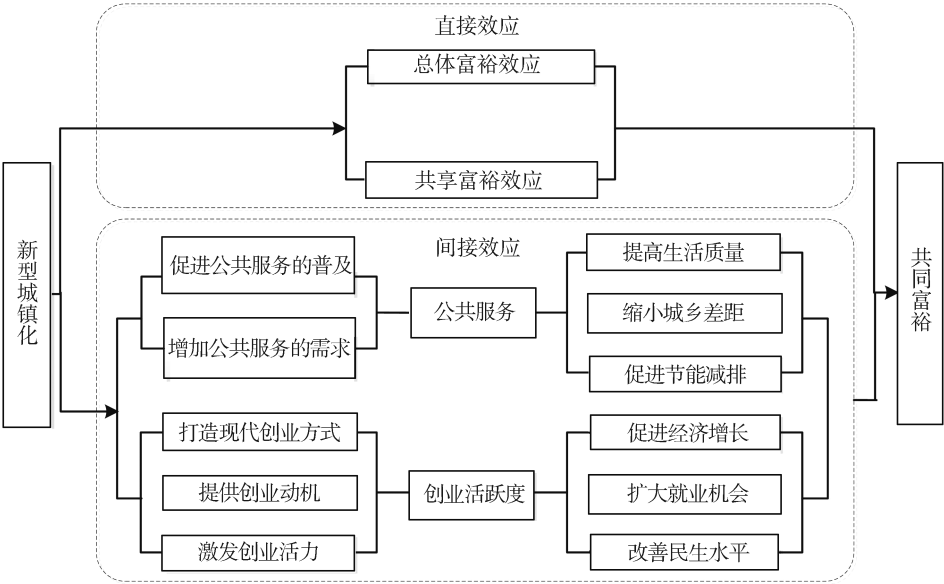 直接效应
总体富裕效应
共享富裕效应
新型城镇化
间接效应
促进公共服务的普及
增加公共服务的需求
公共服务
提高生活质量
缩小城乡差距
促进节能减排
打造现代创业方式
提供创业动机
激发创业活力
创业活跃度
促进经济增长
扩大就业机会
改善民生水平
共同富裕